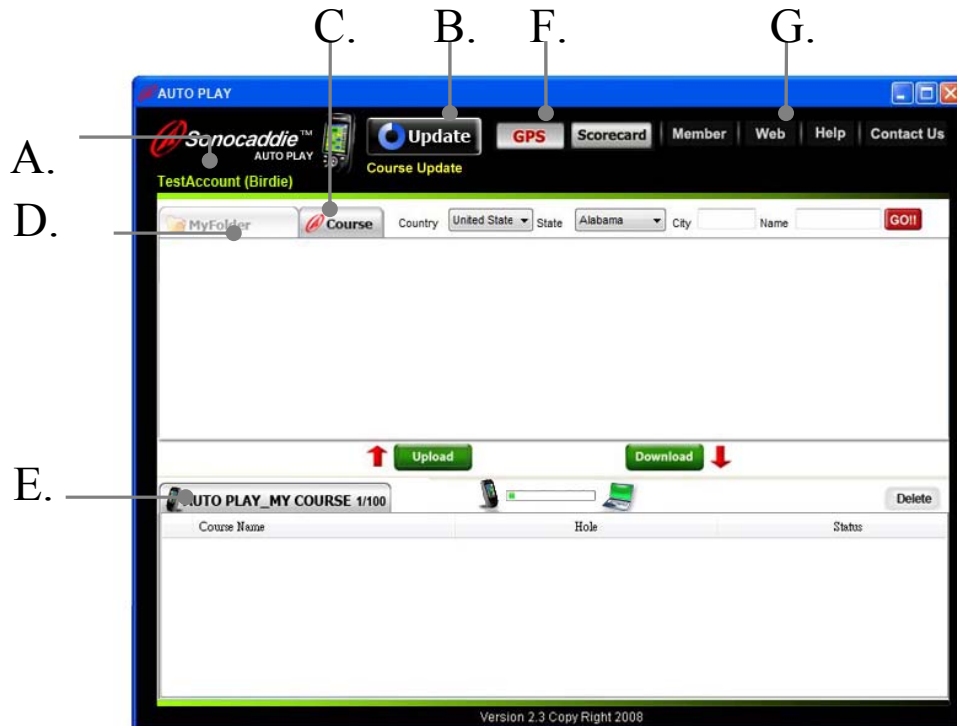 C. B. F. G.
AUTO PLAY
Sonocaddie™
AUTO PLAY
Update
GPS Scorecard Member Web Help Contact Us
A.
Course Update
TestAccount (Birdie)
D.
MyFolder Course Country United State State Alabama City Name GO!!
Upload Download
E.
AUTO PLAY_MY COURSE 1/100 Delete
Course Name Hole Status
Version 2.3 Copy Right 2008